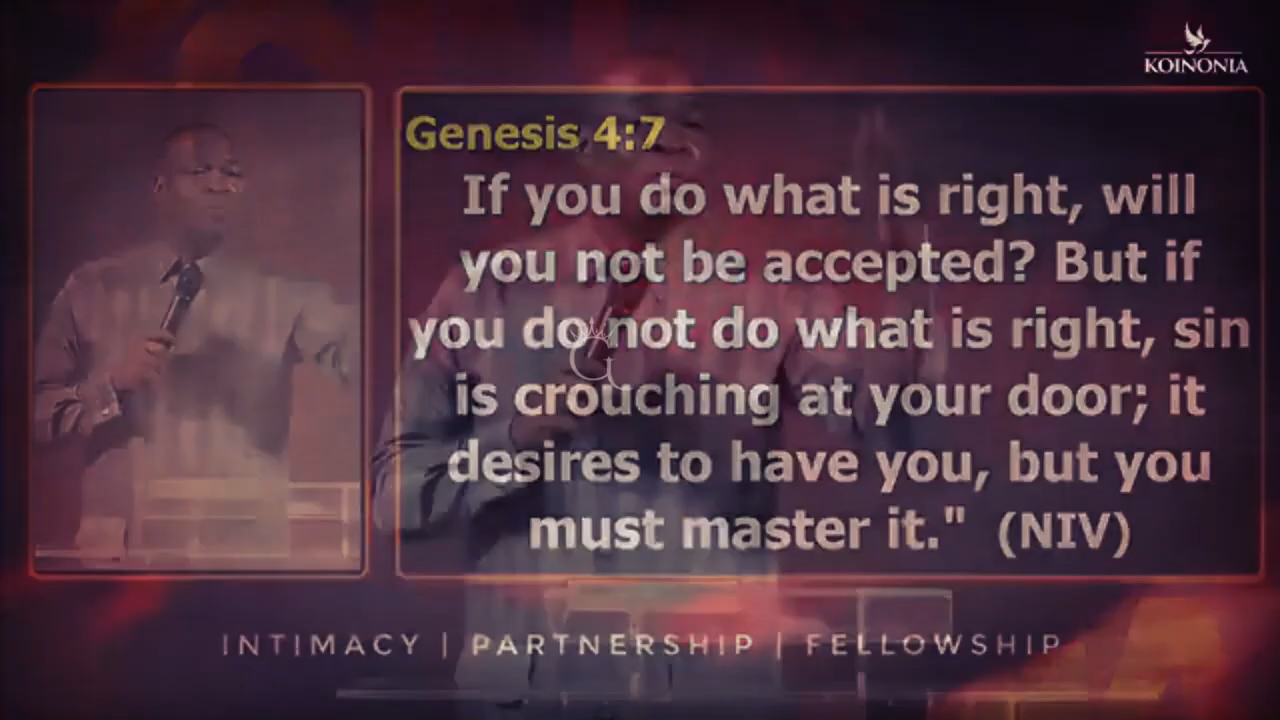 KOINONIA
Genesis 4:7
If you do what is right, will
you not be accepted? But if
you do not do what is right, sin
is crouching at your door; it
desires to have you, but you
must master it." (NIV)
INTIMACY | PARTNERSHIP | FELLOWSHIP